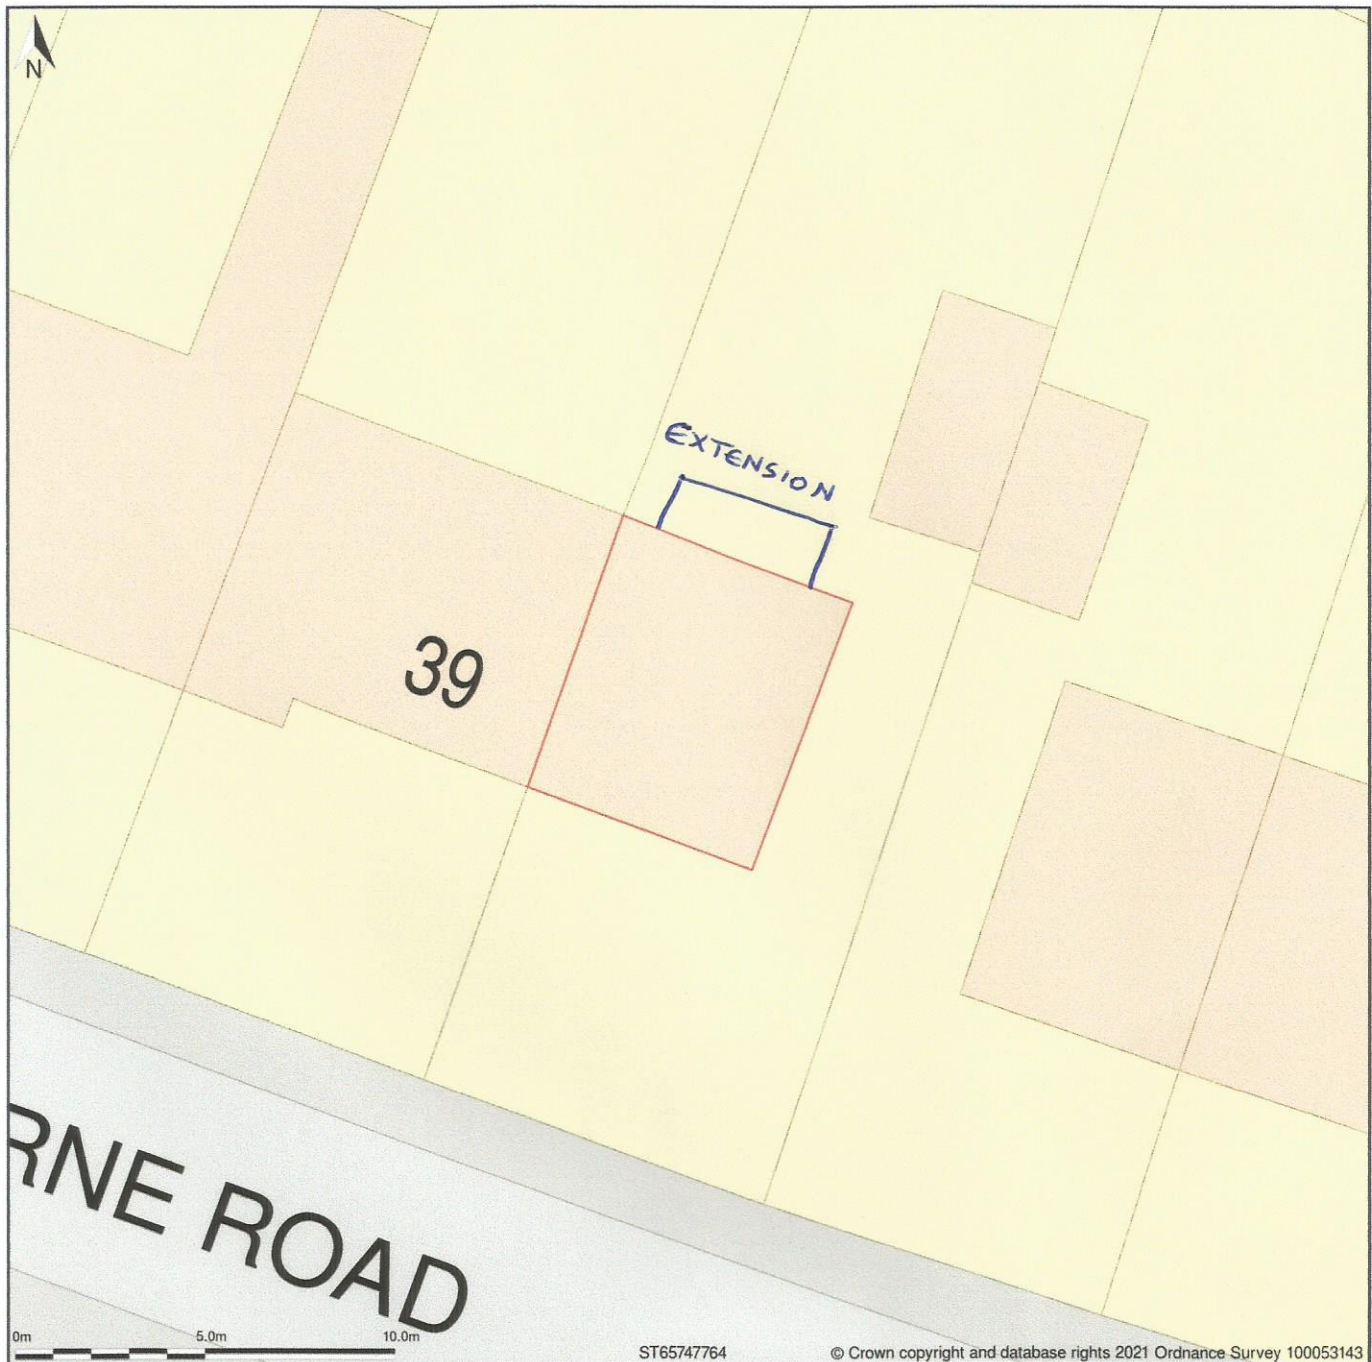 N
EXTENSION
39
RNE ROAD
0m 5.0m 10.0m
ST65747764
© Crown copyright and database rights 2021 Ordnance Survey 100053143